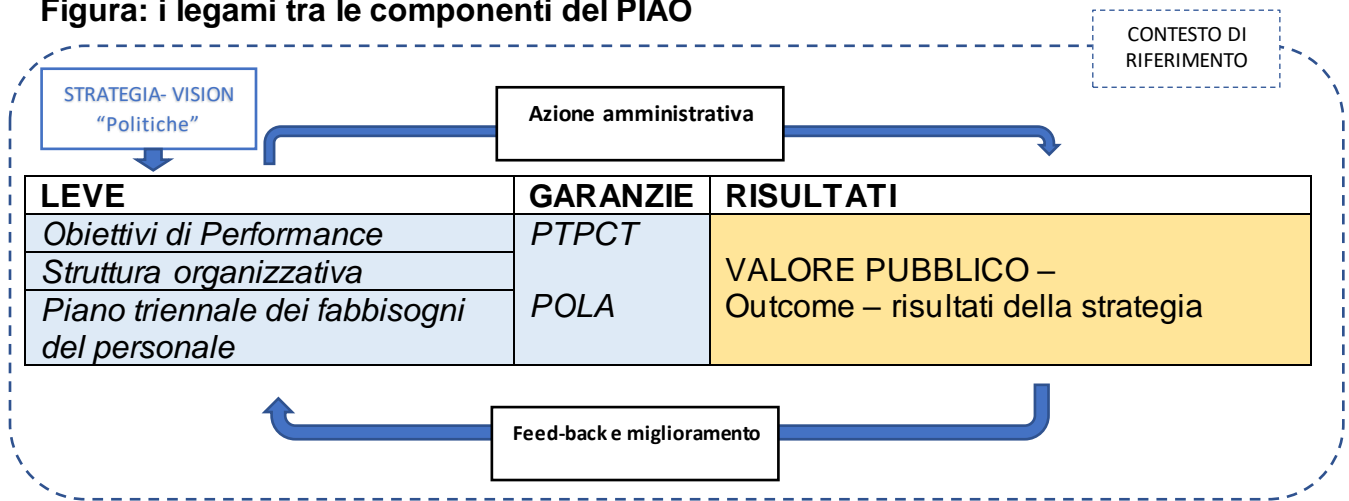 Figura: i legami tra le componenti del PIAO
CONTESTO DI
RIFERIMENTO
STRATEGIA- VISION
“Politiche”
Azione amministrativa
LEVE
GARANZIE
RISULTATI
Obiettivi di Performance
PTPCT
Struttura organizzativa
Piano triennale dei fabbisogni
del personale
POLA
VALORE PUBBLICO –
Outcome – risultati della strategia
Feed-back e miglioramento